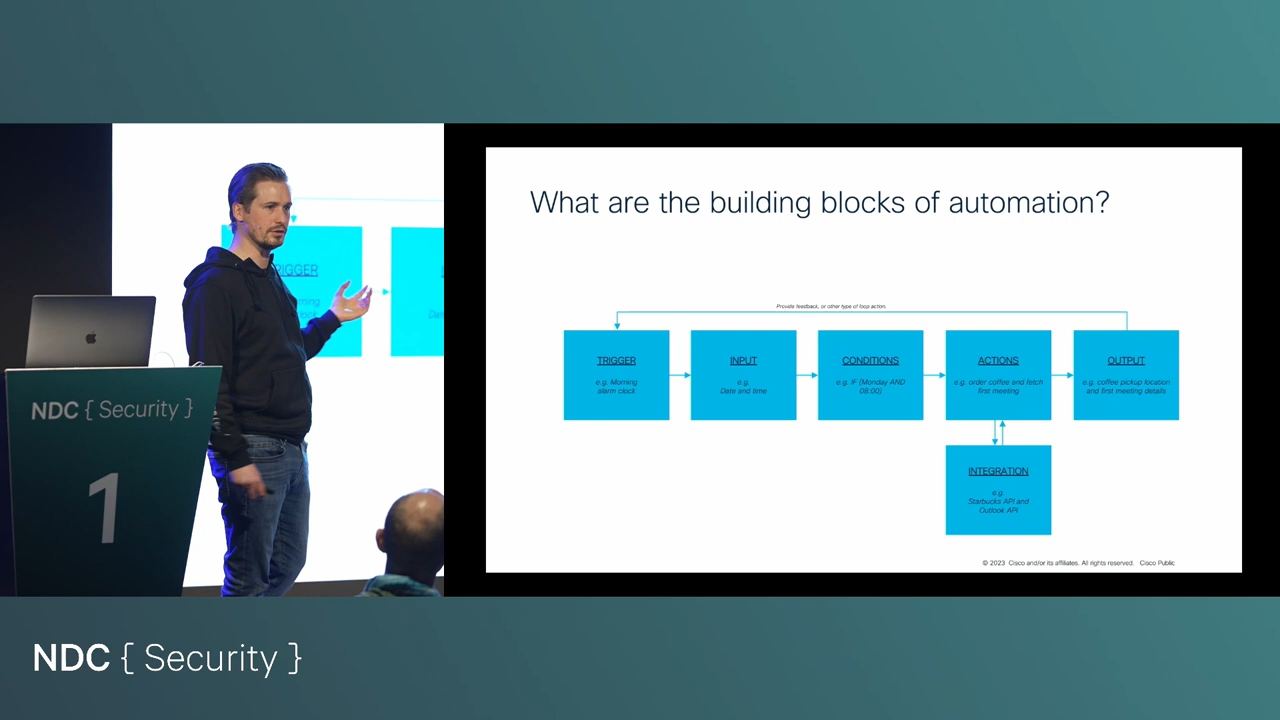 What are the building blocks of automation?
Private feedback, or other type of loop action.
TRIGGER
e.g. Morning
alarm clock
INPUT
e.g.
Date and time
CONDITIONS
e.g. IF (Monday AND
08:00)
ACTIONS
e.g. order coffee and fetch
first meeting
OUTPUT
e.g. coffee pickup location
and first meeting details
INTEGRATION
e.g.
Starbucks API and
Outlook API
© 2023 Cisco and/or its affiliates. All rights reserved. Cisco Public
RIGGER
NDC { Security }
1
NDC { Security }